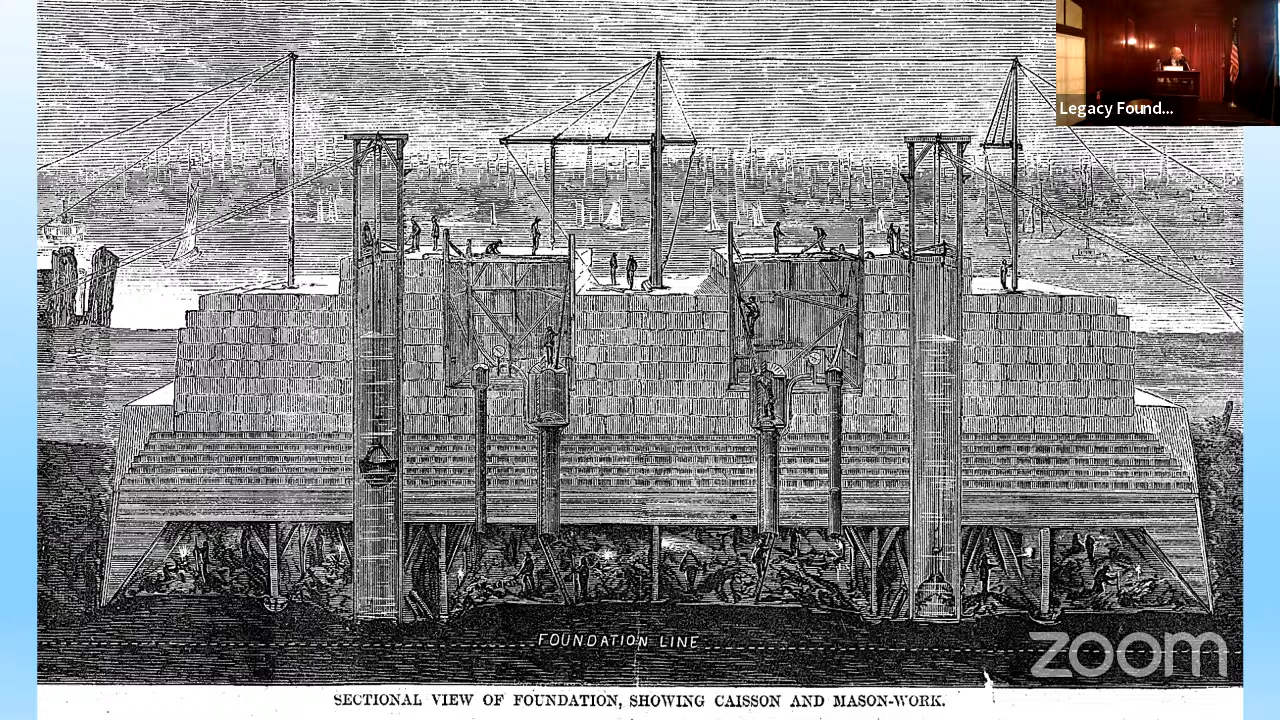 Legacy Found...
FOUNDATION LINE
zoom
SECTIONAL VIEW OF FOUNDATION, SHOWING CAISSON AND MASON-WORK.